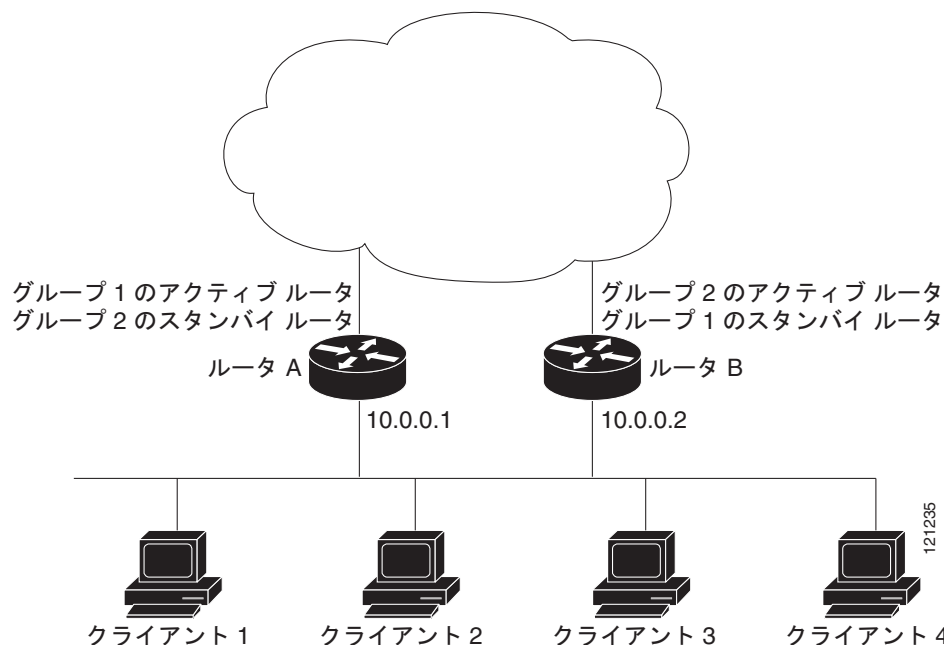 グループ 1 のアクティブ ルータ
グループ 2 のスタンバイ ルータ
グループ 2 のアクティブ ルータ
グループ 1 のスタンバイ ルータ
ルータ A
ルータ B
10.0.0.1
10.0.0.2
121235
クライアント 1
クライアント 2
クライアント 3
クライアント 4